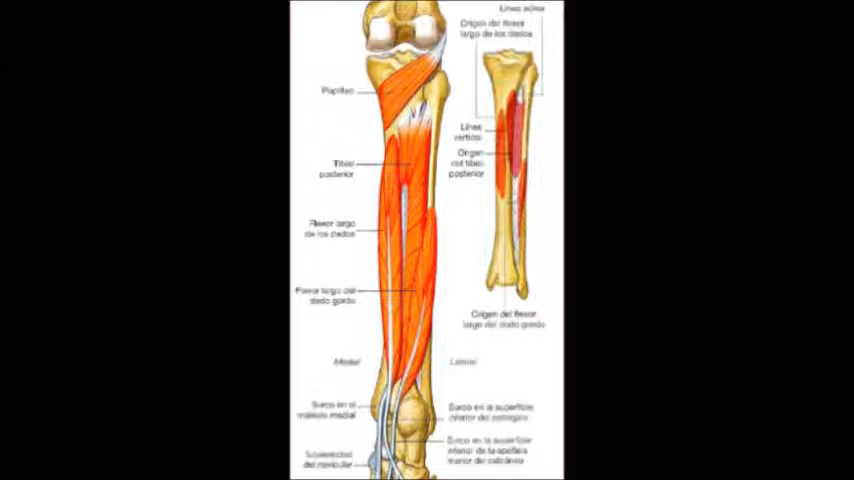 Línea sólea
Origen del flexor
largo de los dedos
Poplíteo
Línea
vertical
Tibial
posterior
Origen
del tibial
posterior
Flexor largo
de los dedos
Flexor largo del
dedo gordo
Origen del flexor
largo del dedo gordo
Medial
Lateral
Surco en el
maléolo medial
Surco en la superficie
inferior del astrágalo
Surco en la superficie
inferior de la apófisis
menor del calcáneo
Tuberosidad
del navicular